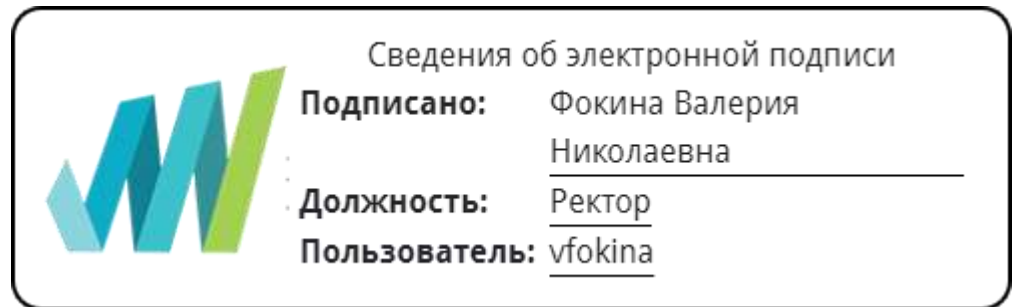 Сведения об электронной подписи
Подписано: Фокина Валерия
Николаевна
Должность: Ректор
Пользователь: vfokina